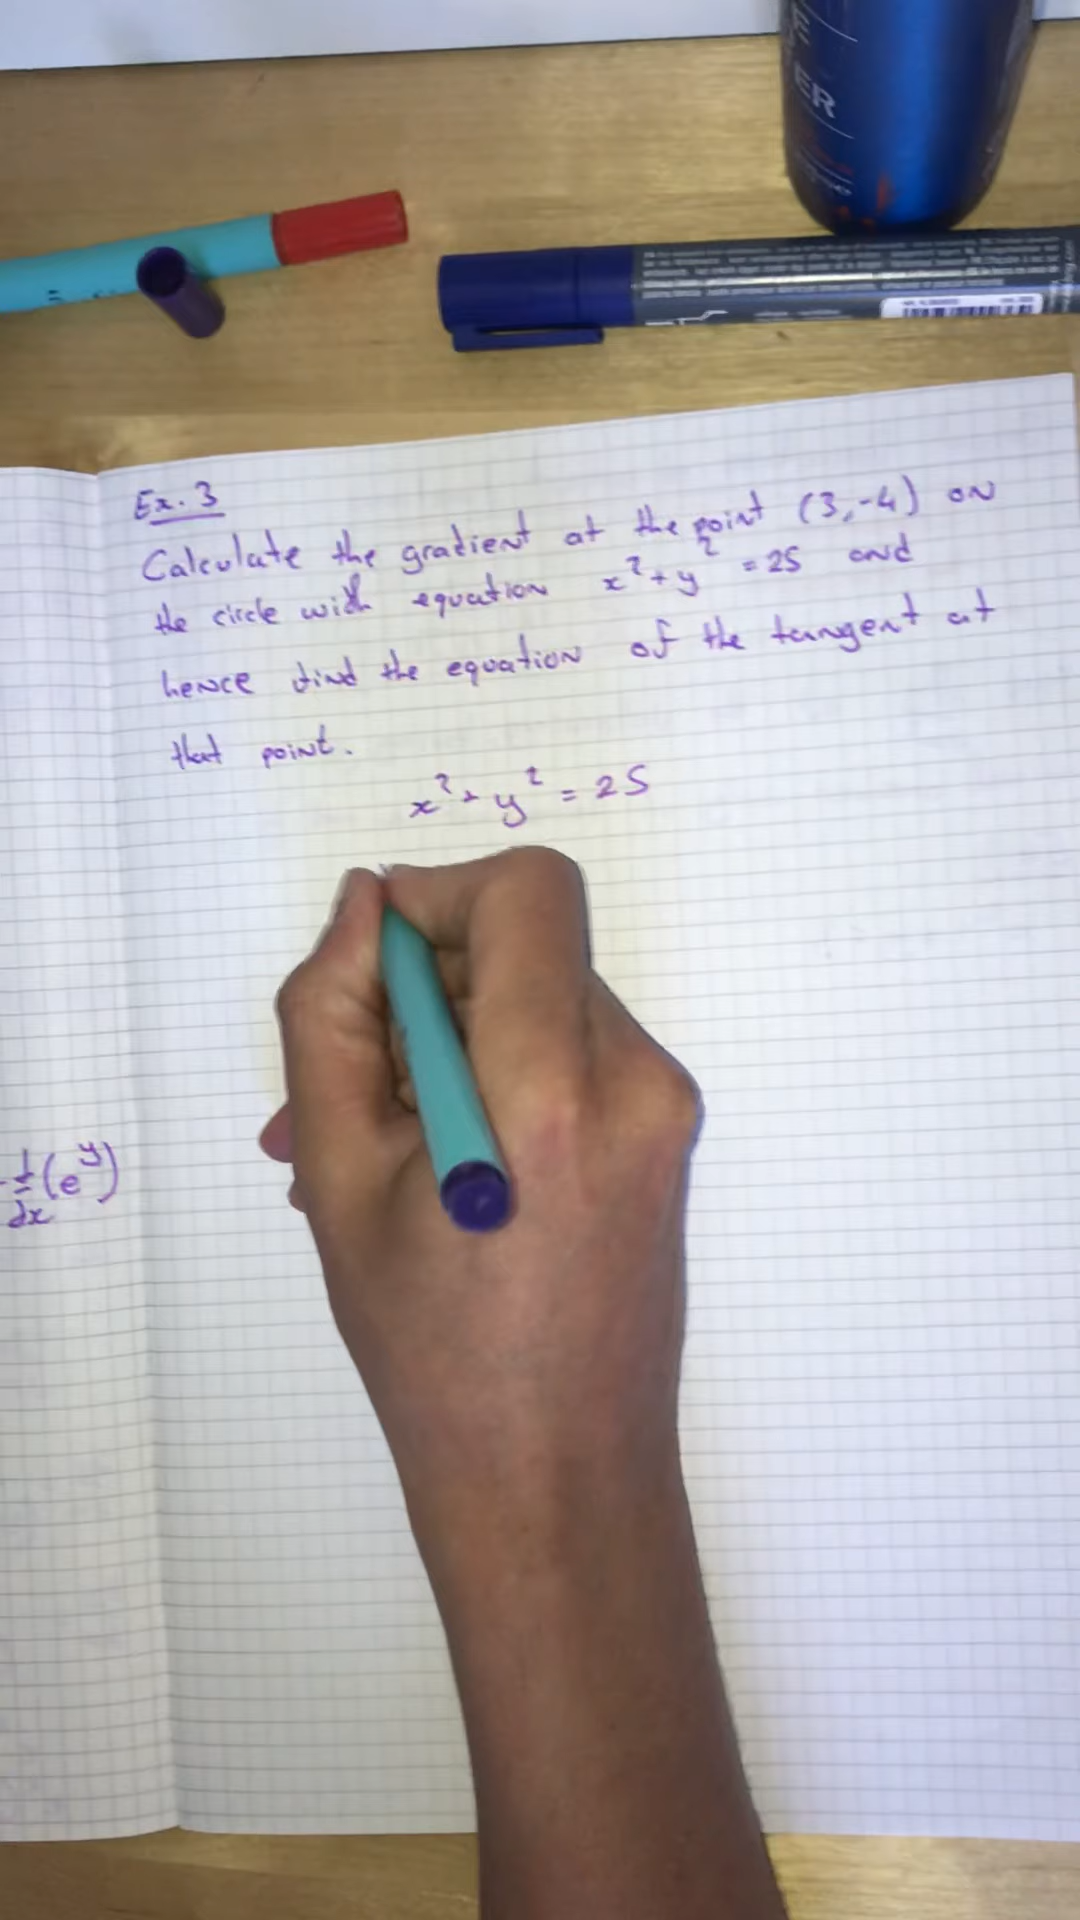 ER
Ex. 3
Calculate the gradient at the point (3,-4) on
the circle with equation x² + y² = 25 and
hence find the equation of the tangent at
that point.
x² + y² = 25
d/dx (e^y)